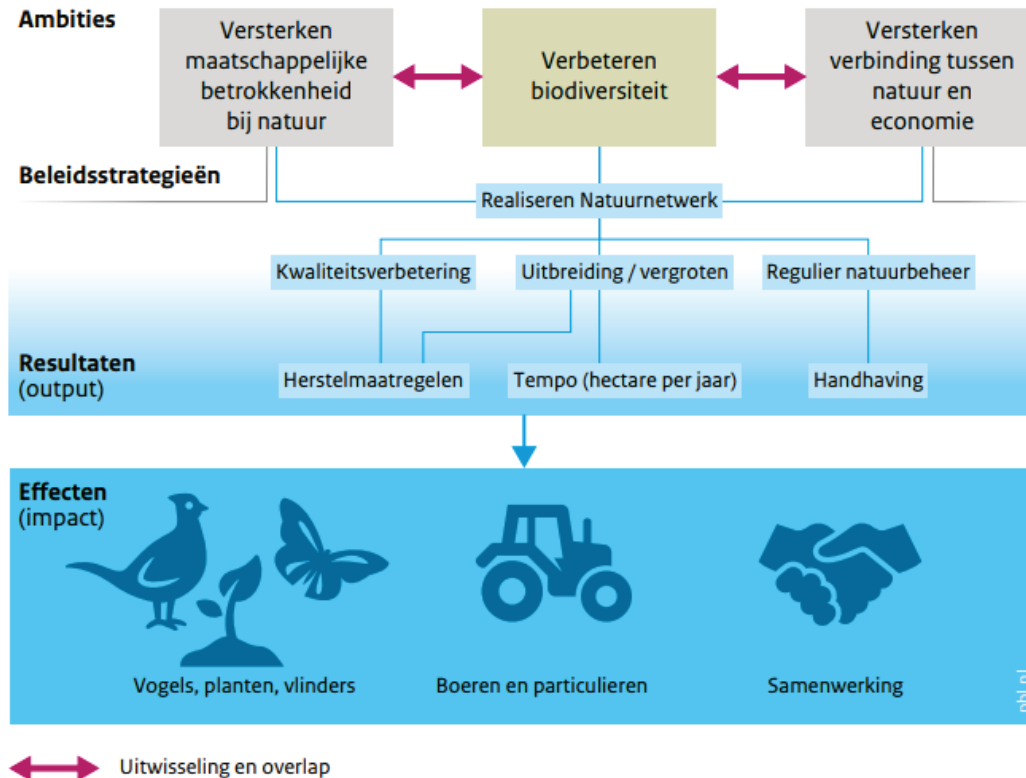 Ambities
Versterken
maatschappelijke
betrokkenheid
bij natuur
Verbeteren
biodiversiteit
Versterken
verbinding tussen
natuur en
economie
Beleidsstrategieën
Realiseren Natuurnetwerk
Kwaliteitsverbetering
Uitbreiding / vergroten
Regulier natuurbeheer
Resultaten
(output)
Herstelmaatregelen
Tempo (hectare per jaar)
Handhaving
Effecten
(impact)
Vogels, planten, vlinders
Boeren en particulieren
Samenwerking
pbl.nl
Uitwisseling en overlap